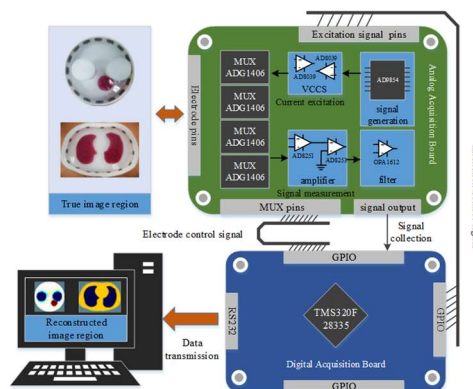 Excitation signal pins
MUX
ADG1406
MUX
ADG1406
MUX
ADG1406
MUX
ADG1406
AD8039
AD8039
VCCS
Current excitation
AD9854
signal
generation
Analog Acquisition Board
Electrode pins
AD8251
AD8253
amplifier
Signal measurement
OPA1612
filter
True image region
MUX pins
signal output
Electrode control signal
Signal
collection
GPIO
TMS320F
28335
RS232
GPIO
Digital Acquisition Board
GPIO
Data
transmission
Reconstructed
image region